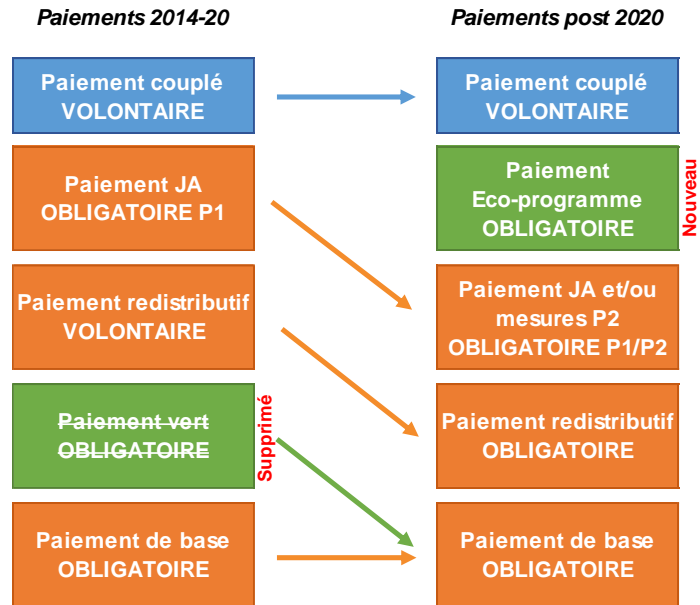 Paiements 2014-20
Paiements post 2020
Paiement couplé
VOLONTAIRE
Paiement couplé
VOLONTAIRE
Paiement JA
OBLIGATOIRE P1
Paiement
Eco-programme
OBLIGATOIRE
Nouveau
Paiement redistributif
VOLONTAIRE
Paiement JA et/ou
mesures P2
OBLIGATOIRE P1/P2
Paiement vert
OBLIGATOIRE
Supprimé
Paiement redistributif
OBLIGATOIRE
Paiement de base
OBLIGATOIRE
Paiement de base
OBLIGATOIRE